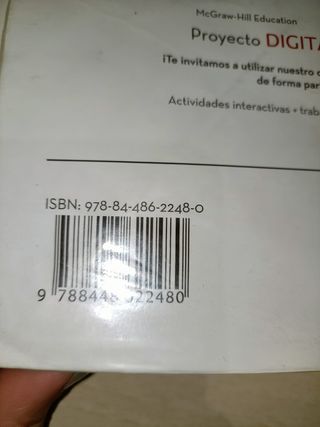 McGraw-Hill Education
Proyecto DIGITA
¡Te invitamos a utilizar nuestro
de forma par
Actividades interactivas • trab
ISBN: 978-84-486-2248-0
9 788448 622480